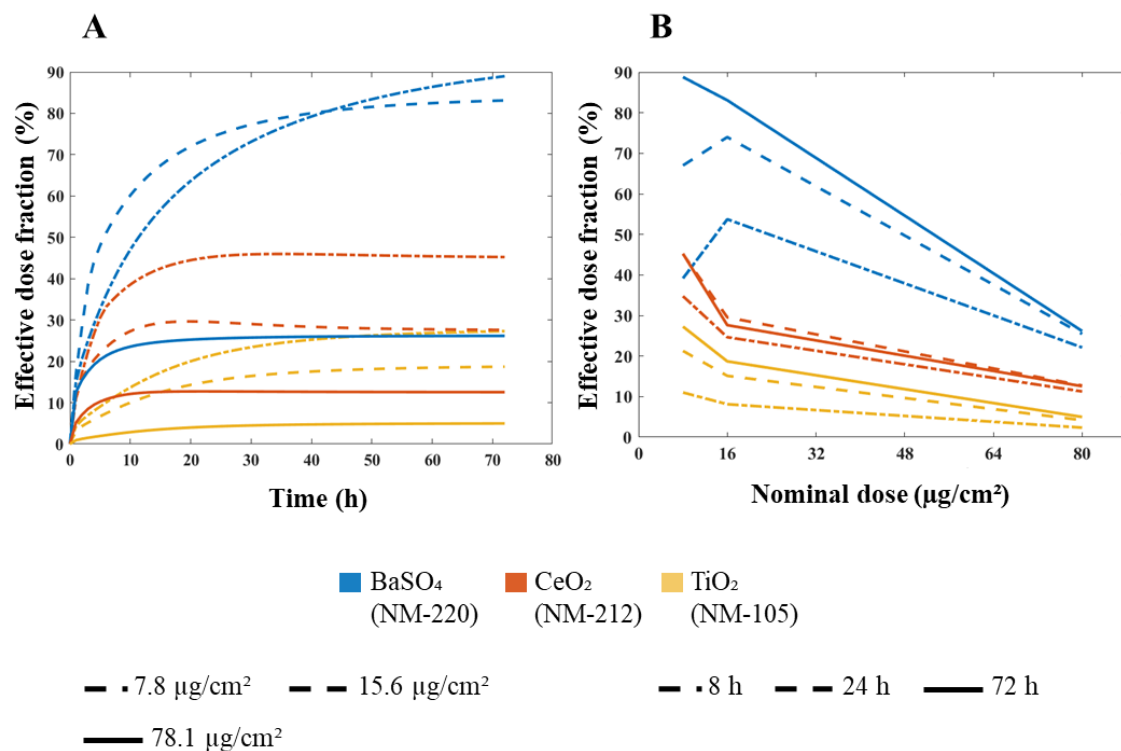 A
B
Effective dose fraction (%)
90
80
70
60
50
40
30
20
10
0
0 10 20 30 40 50 60 70 80
Time (h)
Effective dose fraction (%)
90
80
70
60
50
40
30
20
10
0
0 16 32 48 64 80
Nominal dose (µg/cm²)
BaSO₄
(NM-220)
CeO₂
(NM-212)
TiO₂
(NM-105)
7.8 µg/cm²
15.6 µg/cm²
78.1 µg/cm²
8 h
24 h
72 h